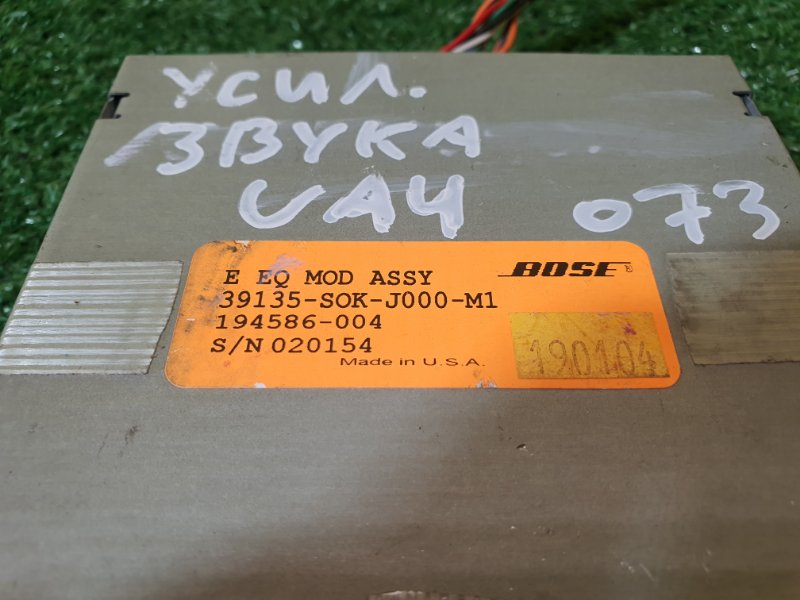 УСИЛ.
ЗВУКА
UA4 073
E EQ MOD ASSY
BOSE®
39135-SOK-J000-M1
194586-004
S/N 020154
190104
Made in U.S.A.